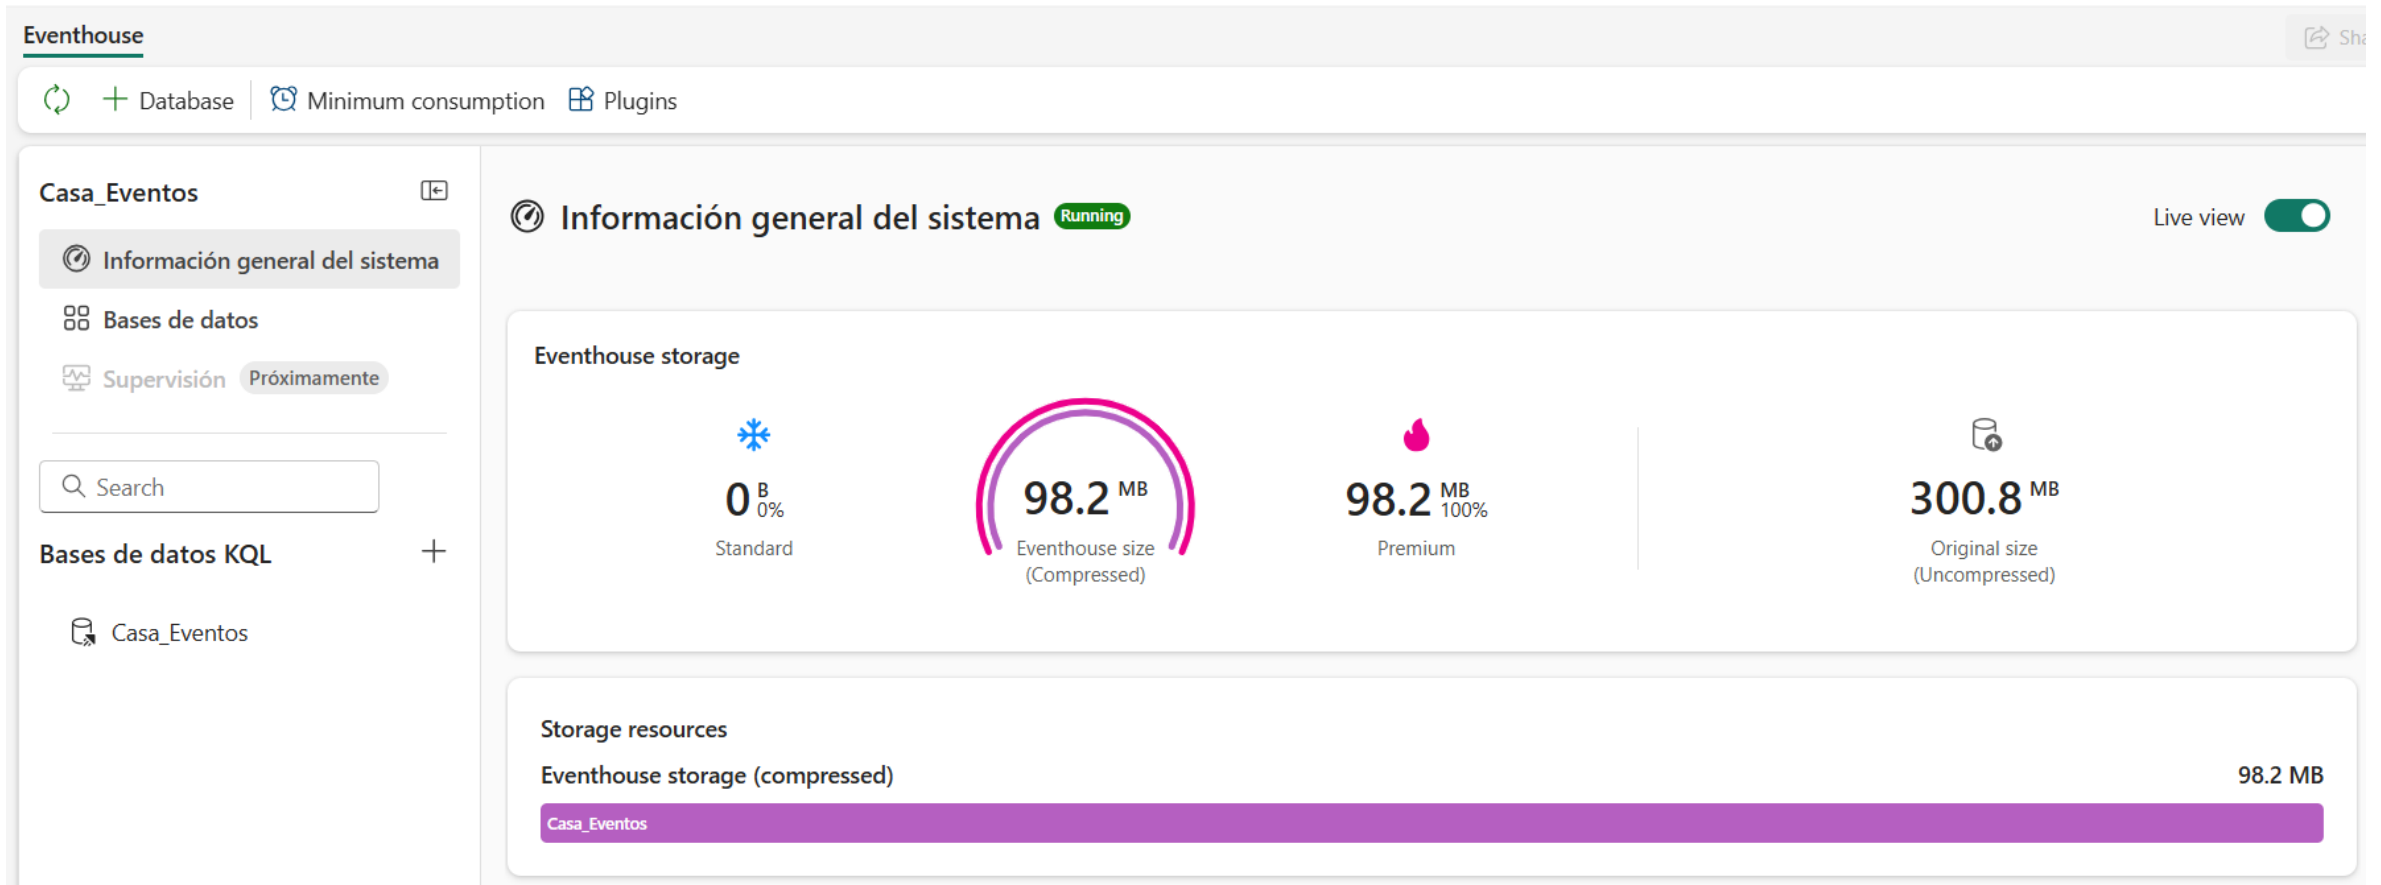 Eventhouse
Database
Minimum consumption
Plugins
Casa_Eventos
Información general del sistema
Bases de datos
Supervisión Próximamente
Search
Bases de datos KQL
Casa_Eventos
Información general del sistema Running
Live view
Eventhouse storage
0 B 0%
Standard
98.2 MB
Eventhouse size
(Compressed)
98.2 MB 100%
Premium
300.8 MB
Original size
(Uncompressed)
Storage resources
Eventhouse storage (compressed) 98.2 MB
Casa_Eventos